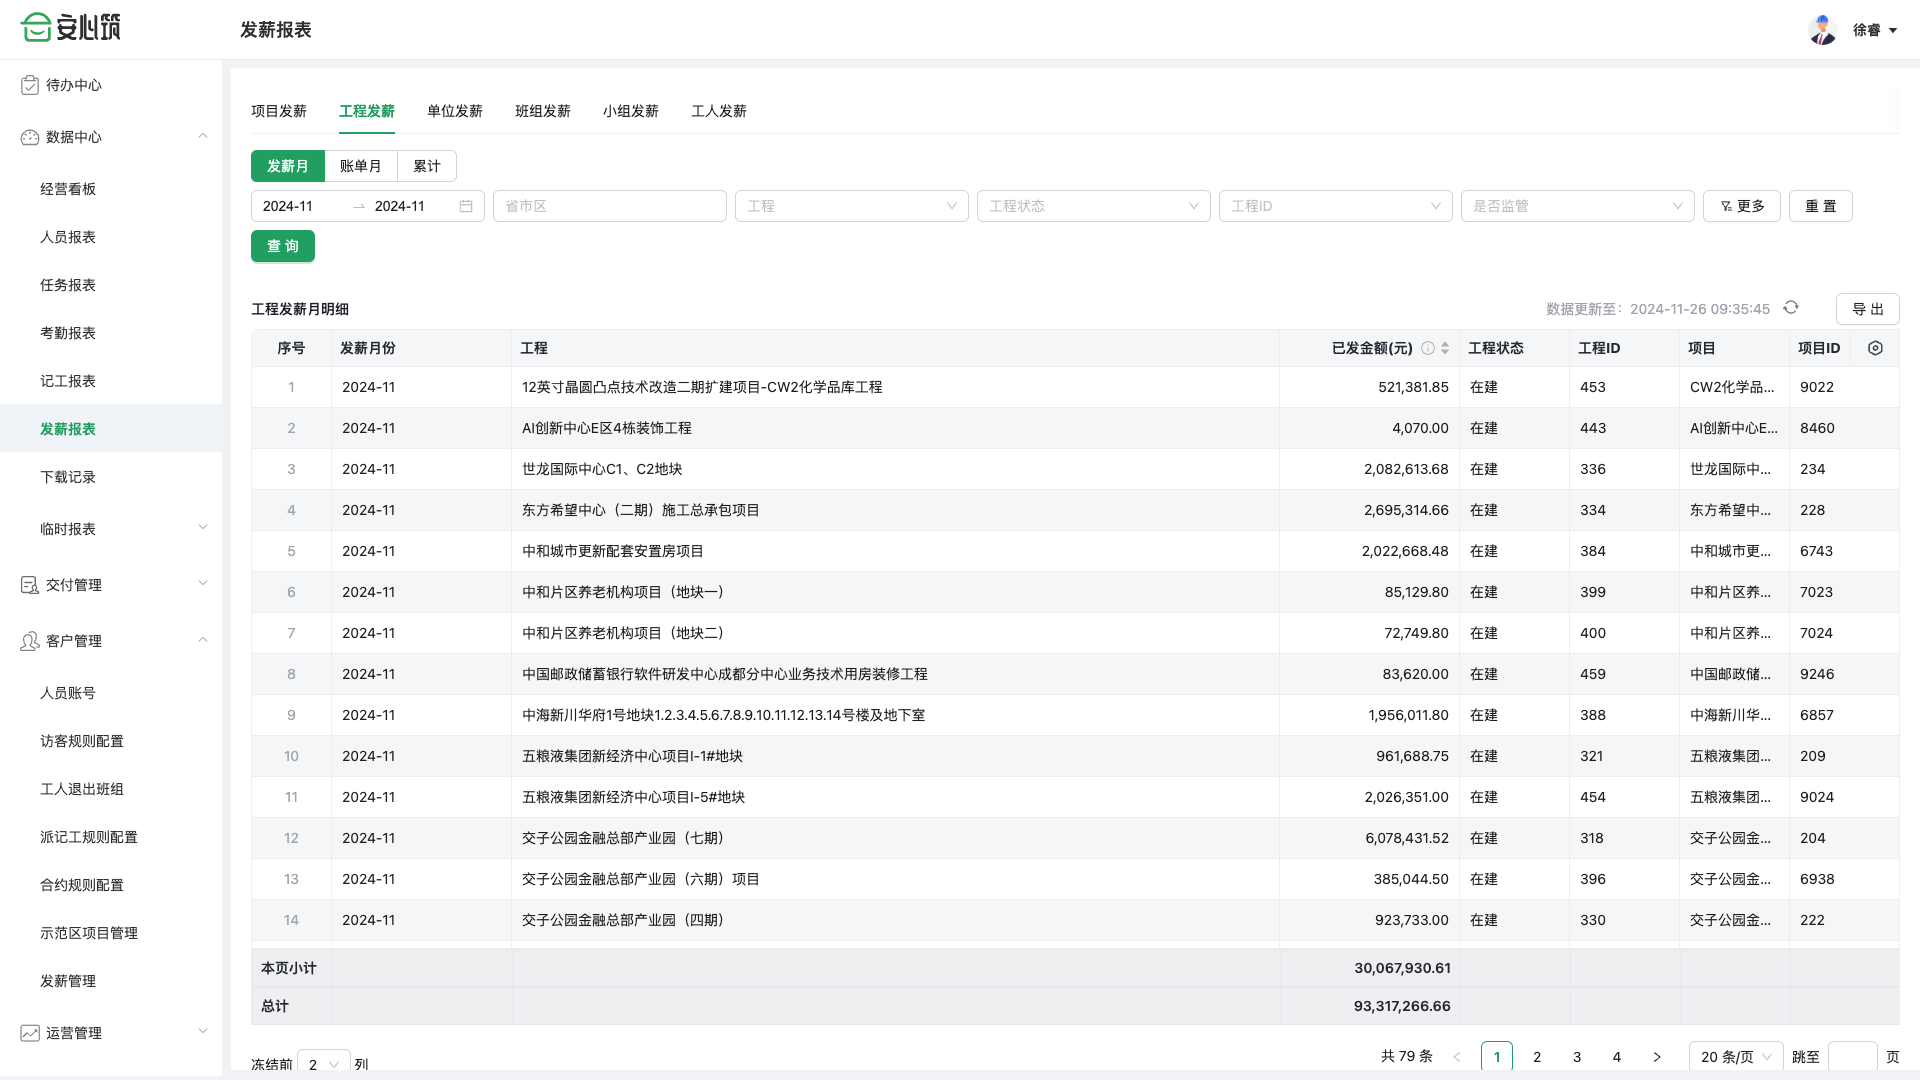 安心筑
发薪报表
徐睿
待办中心
数据中心
经营看板
人员报表
任务报表
考勤报表
记工报表
发薪报表
下载记录
临时报表
交付管理
客户管理
人员账号
访客规则配置
工人退出班组
派记工规则配置
合约规则配置
示范区项目管理
发薪管理
运营管理
项目发薪 工程发薪 单位发薪 班组发薪 小组发薪 工人发薪
发薪月 账单月 累计
2024-11 → 2024-11 省市区 工程 工程状态 工程ID 是否监管 更多 重 置
查 询
工程发薪月明细 数据更新至：2024-11-26 09:35:45 导 出
序号 发薪月份 工程 已发金额(元) 工程状态 工程ID 项目 项目ID
1 2024-11 12英寸晶圆凸点技术改造二期扩建项目-CW2化学品库工程 521,381.85 在建 453 CW2化学品... 9022
2 2024-11 AI创新中心E区4栋装饰工程 4,070.00 在建 443 AI创新中心E... 8460
3 2024-11 世龙国际中心C1、C2地块 2,082,613.68 在建 336 世龙国际中... 234
4 2024-11 东方希望中心（二期）施工总承包项目 2,695,314.66 在建 334 东方希望中... 228
5 2024-11 中和城市更新配套安置房项目 2,022,668.48 在建 384 中和城市更... 6743
6 2024-11 中和片区养老机构项目（地块一） 85,129.80 在建 399 中和片区养... 7023
7 2024-11 中和片区养老机构项目（地块二） 72,749.80 在建 400 中和片区养... 7024
8 2024-11 中国邮政储蓄银行软件研发中心成都分中心业务技术用房装修工程 83,620.00 在建 459 中国邮政储... 9246
9 2024-11 中海新川华府1号地块1.2.3.4.5.6.7.8.9.10.11.12.13.14号楼及地下室 1,956,011.80 在建 388 中海新川华... 6857
10 2024-11 五粮液集团新经济中心项目I-1#地块 961,688.75 在建 321 五粮液集团... 209
11 2024-11 五粮液集团新经济中心项目I-5#地块 2,026,351.00 在建 454 五粮液集团... 9024
12 2024-11 交子公园金融总部产业园（七期） 6,078,431.52 在建 318 交子公园金... 204
13 2024-11 交子公园金融总部产业园（六期）项目 385,044.50 在建 396 交子公园金... 6938
14 2024-11 交子公园金融总部产业园（四期） 923,733.00 在建 330 交子公园金... 222
本页小计 30,067,930.61
总计 93,317,266.66
冻结前 2 列 共 79 条 < 1 2 3 4 > 20 条/页 跳至 页